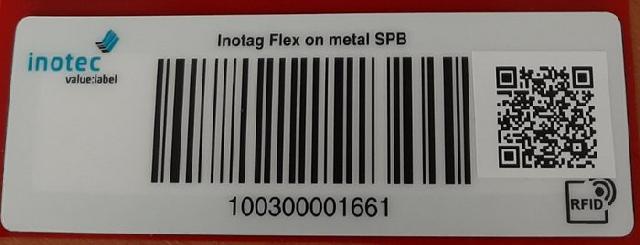 inotec
value:label
Inotag Flex on metal SPB
100300001661
RFID